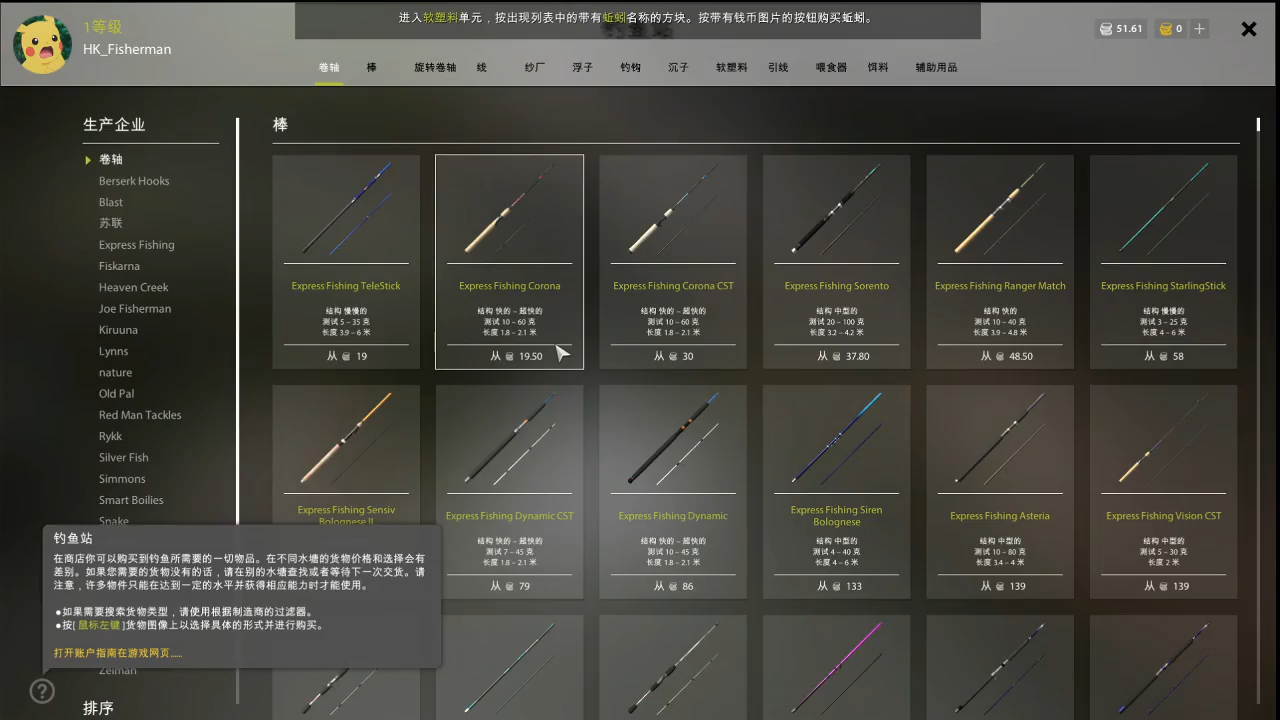 1等级
HK_Fisherman
进入软塑料单元，按出现列表中的带有蚯蚓名称的方块。按带有钱币图片的按钮购买蚯蚓。
51.61
0
卷轴 棒 旋转卷轴 线 纱厂 浮子 钓钩 沉子 软塑料 引线 喂食器 饵料 辅助用品
生产企业
卷轴
Berserk Hooks
Blast
苏联
Express Fishing
Fiskarna
Heaven Creek
Joe Fisherman
Kiruuna
Lynns
nature
Old Pal
Red Man Tackles
Rykk
Silver Fish
Simmons
Smart Boilies
Snake
Zeiman
排序
棒
Express Fishing TeleStick
结构 慢慢的
测试 5 – 35 克
长度 3.9 – 6 米
从 19
Express Fishing Corona
结构 快的 – 超快的
测试 10 – 60 克
长度 1.8 – 2.1 米
从 19.50
Express Fishing Corona CST
结构 快的 – 超快的
测试 10 – 60 克
长度 1.8 – 2.1 米
从 30
Express Fishing Sorento
结构 中型的
测试 20 – 100 克
长度 3.2 – 4.2 米
从 37.80
Express Fishing Ranger Match
结构 快的
测试 10 – 40 克
长度 3.9 – 4.8 米
从 48.50
Express Fishing StarlingStick
结构 慢慢的
测试 3 – 25 克
长度 4 – 6 米
从 58
Express Fishing Sensiv
Bolognese II
Express Fishing Dynamic CST
结构 快的 – 超快的
测试 7 – 45 克
长度 1.8 – 2.1 米
从 79
Express Fishing Dynamic
结构 快的 – 超快的
测试 10 – 45 克
长度 1.8 – 2.1 米
从 86
Express Fishing Siren
Bolognese
结构 中型的
测试 4 – 40 克
长度 4 – 6 米
从 133
Express Fishing Asteria
结构 中型的
测试 10 – 80 克
长度 3.4 – 4 米
从 139
Express Fishing Vision CST
结构 中型的
测试 5 – 30 克
长度 2 米
从 139
钓鱼站
在商店你可以购买到钓鱼所需要的一切物品。在不同水塘的货物价格和选择会有
差别。如果您需要的货物没有的话，请在别的水塘查找或者等待下一次交货。请
注意，许多物件只能在达到一定的水平并获得相应能力时才能使用。
●如果需要搜索货物类型，请使用根据制造商的过滤器。
●按[ 鼠标左键 ]货物图像上以选择具体的形式并进行购买。
打开账户指南在游戏网页......